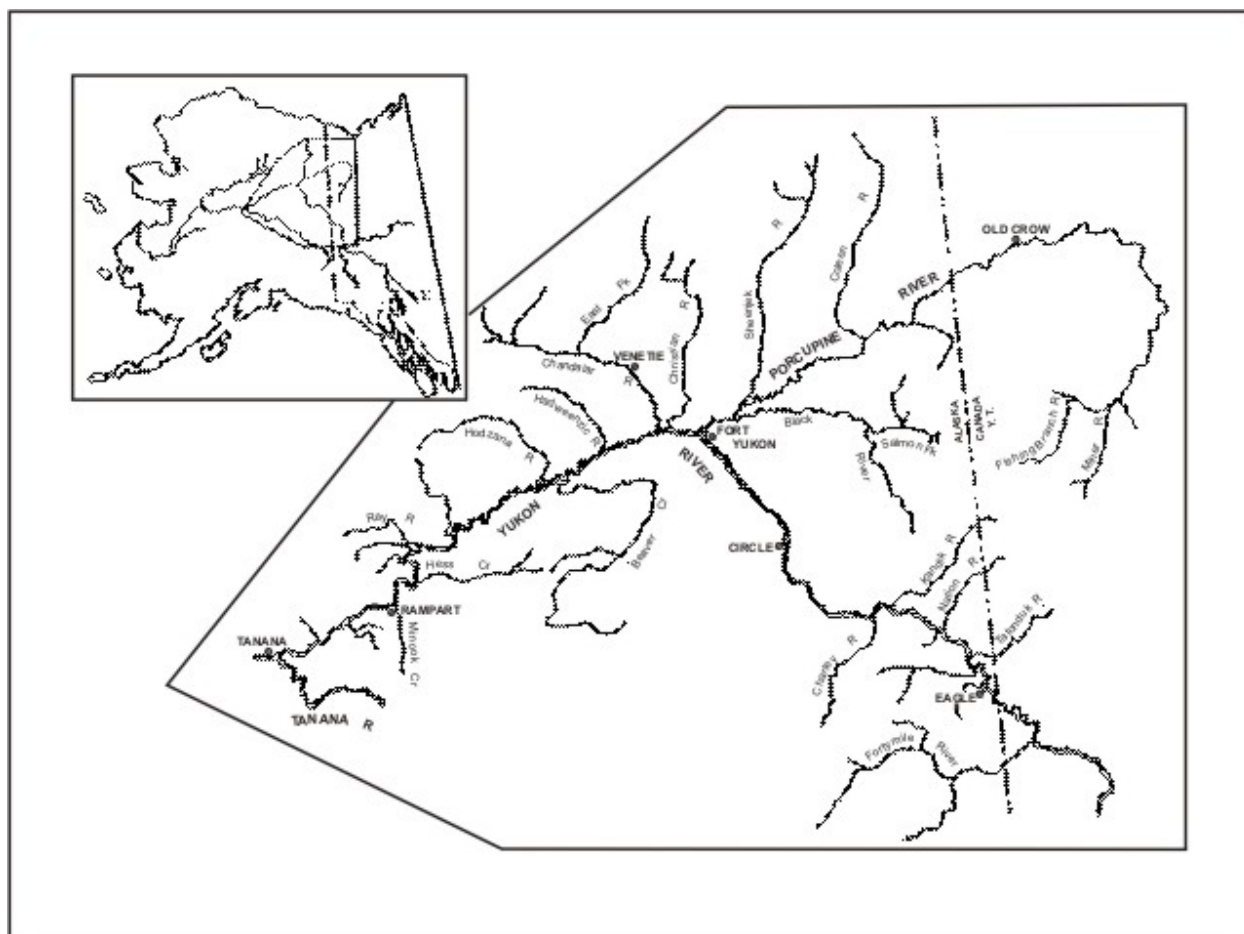 OLD CROW
RIVER
PORCUPINE
Coleen R
Sheenjek R
East Fk
Chandalar R
VENETIE
Christian R
Hadweenzic R
Hodzana R
FORT
YUKON
Black
River
Salmon Fk
ALASKA
CANADA
Y. T.
Fishing Branch R
Miner R
YUKON
RIVER
Ray R
Hess Cr
Beaver Cr
CIRCLE
Kandik R
Nation R
Tatonduk R
RAMPART
Minook Cr
TANANA
TANANA R
Charley R
EAGLE
Fortymile
River